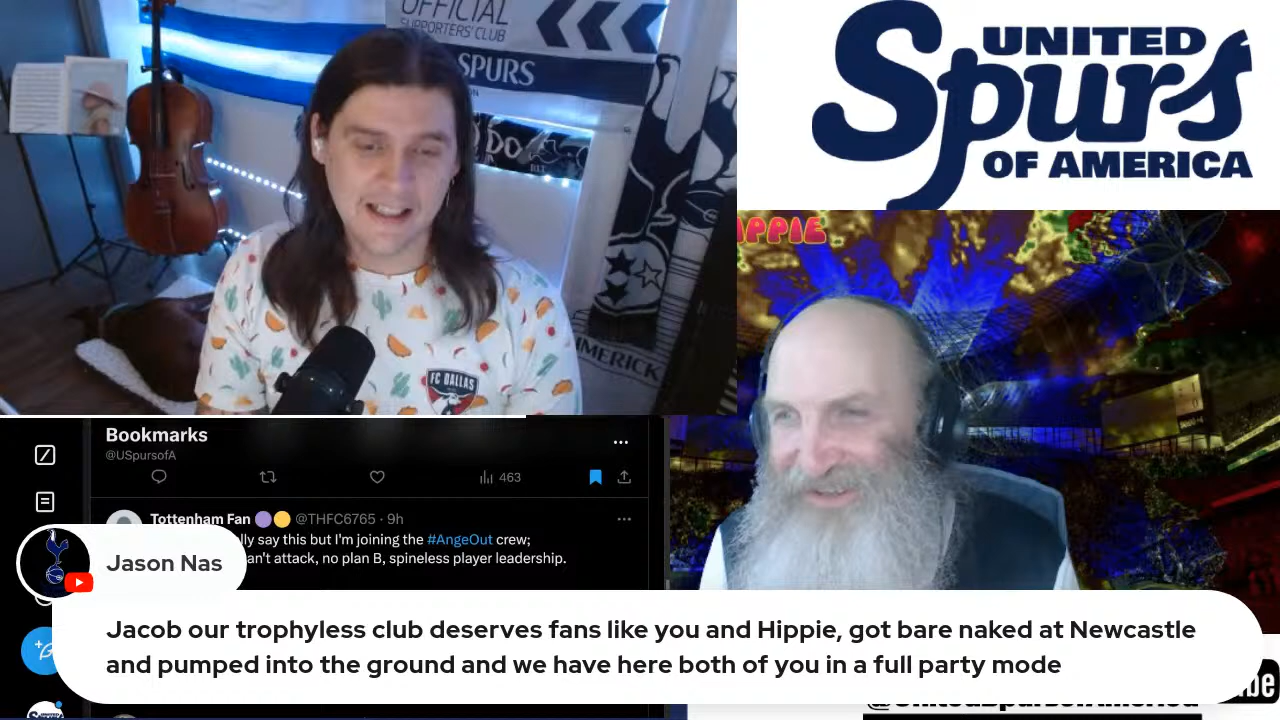 OFFICIAL
SUPPORTERS' CLUB
SPURS
UNITED
Spurs
OF AMERICA
FC DALLAS
Bookmarks
@USpursofA
463
Tottenham Fan 🟣🟡 @THFC6765 · 9h
say this but I'm joining the #AngeOut crew;
an't attack, no plan B, spineless player leadership.
Jason Nas
Jacob our trophyless club deserves fans like you and Hippie, got bare naked at Newcastle
and pumped into the ground and we have here both of you in a full party mode
@UnitedSpursofAmerica